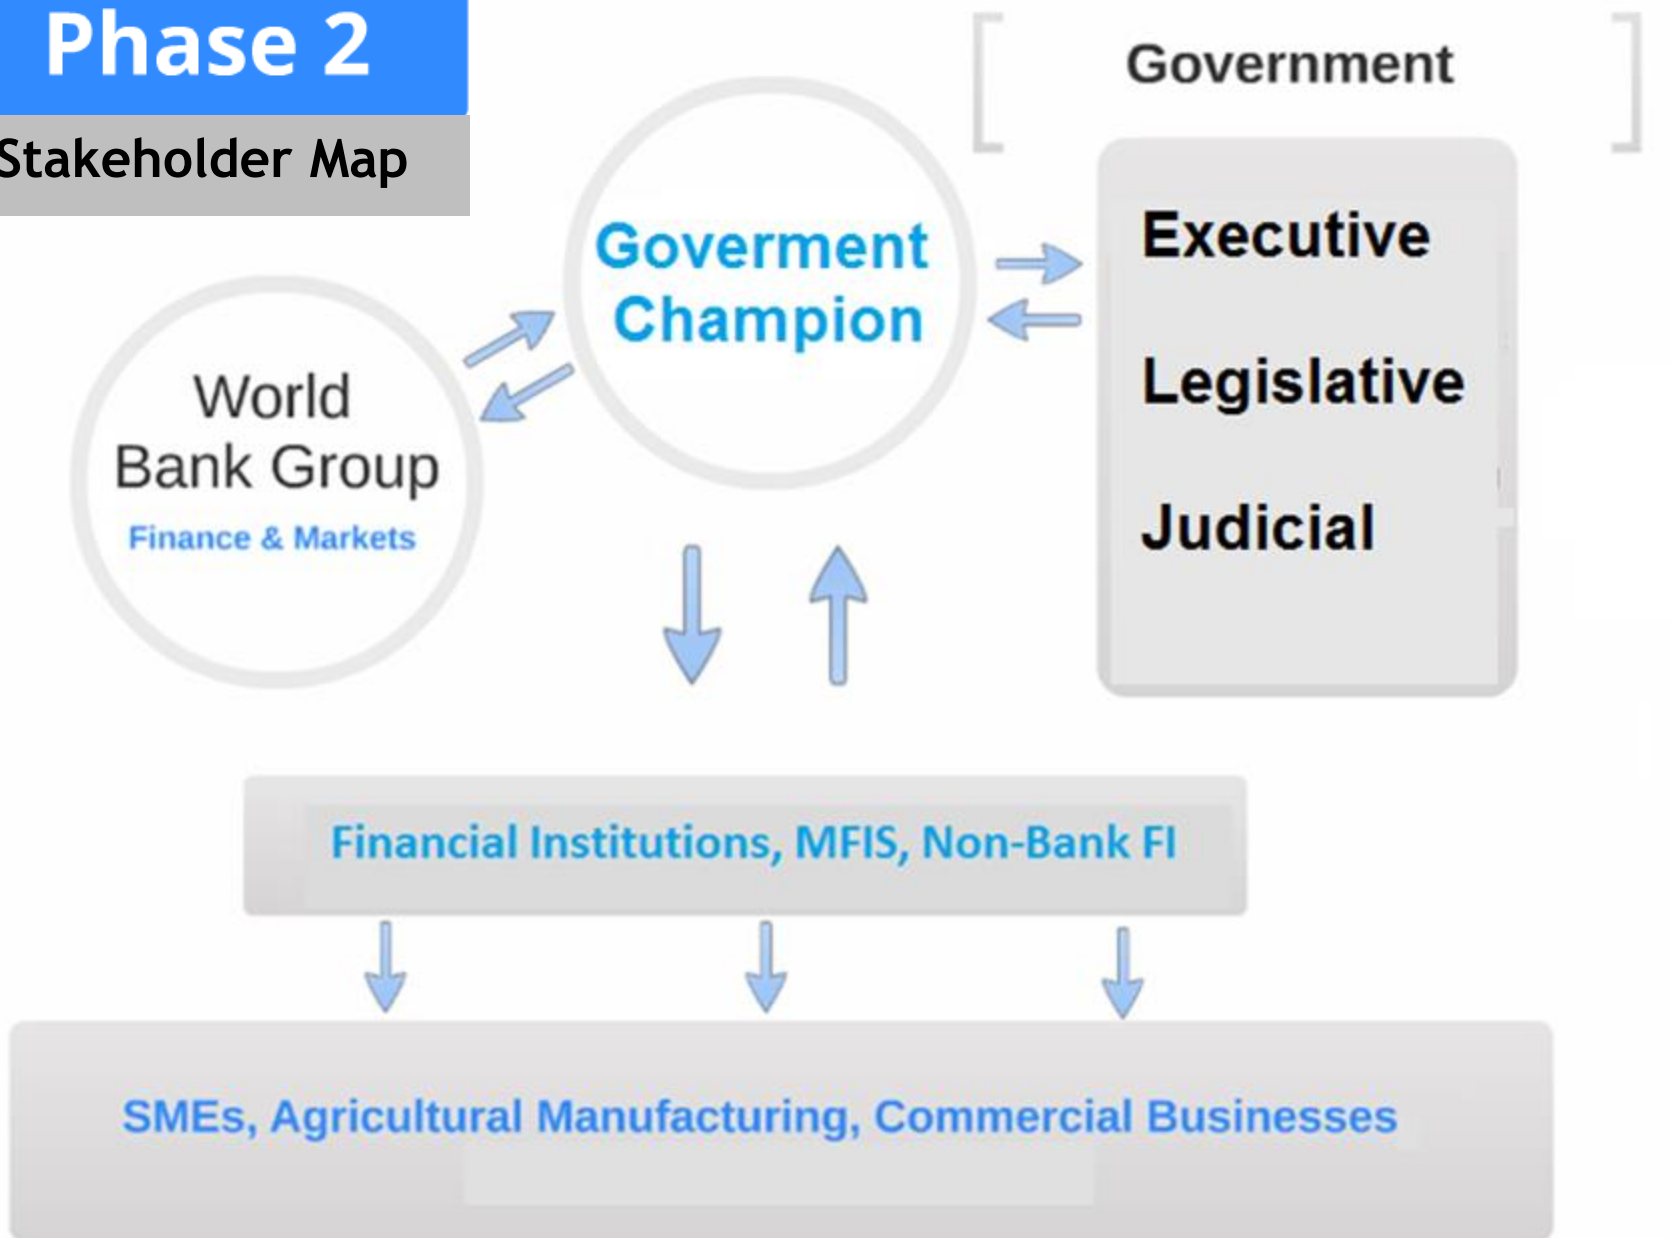 Phase 2
Stakeholder Map
Government
Goverment
Champion
Executive
Legislative
Judicial
World
Bank Group
Finance & Markets
Financial Institutions, MFIS, Non-Bank FI
SMEs, Agricultural Manufacturing, Commercial Businesses